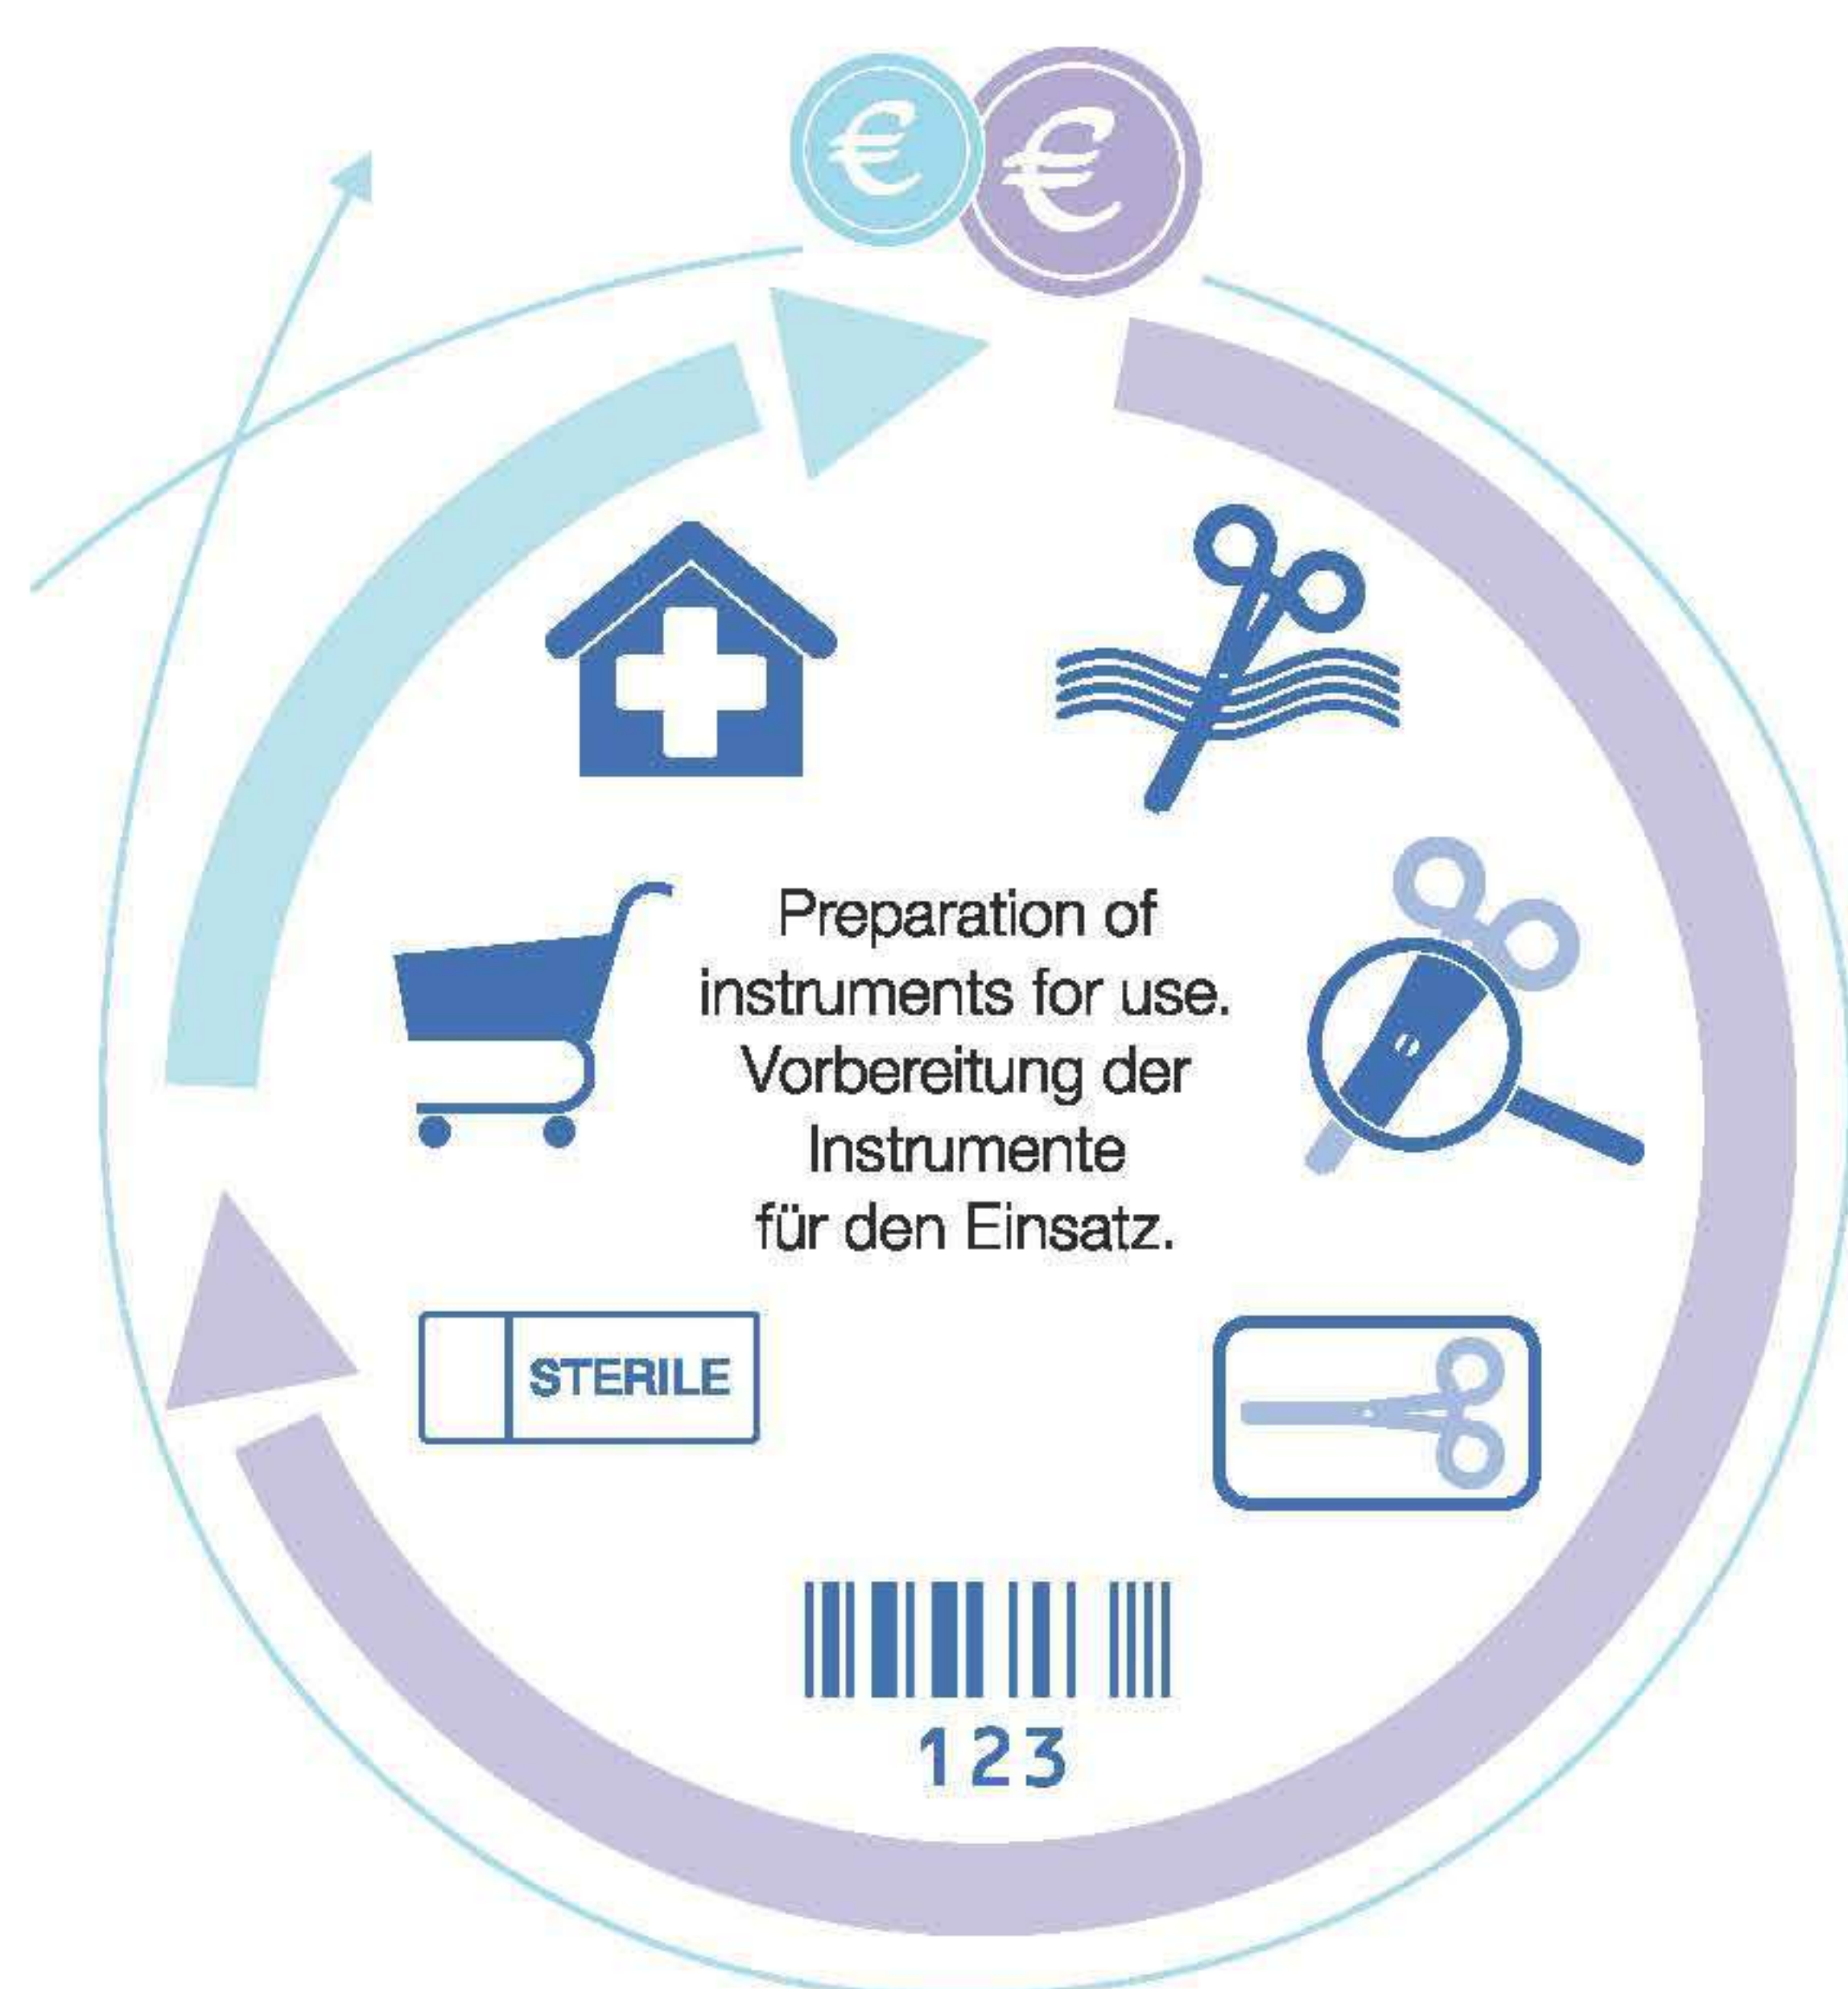 € €
Preparation of
instruments for use.
Vorbereitung der
Instrumente
für den Einsatz.
STERILE
123